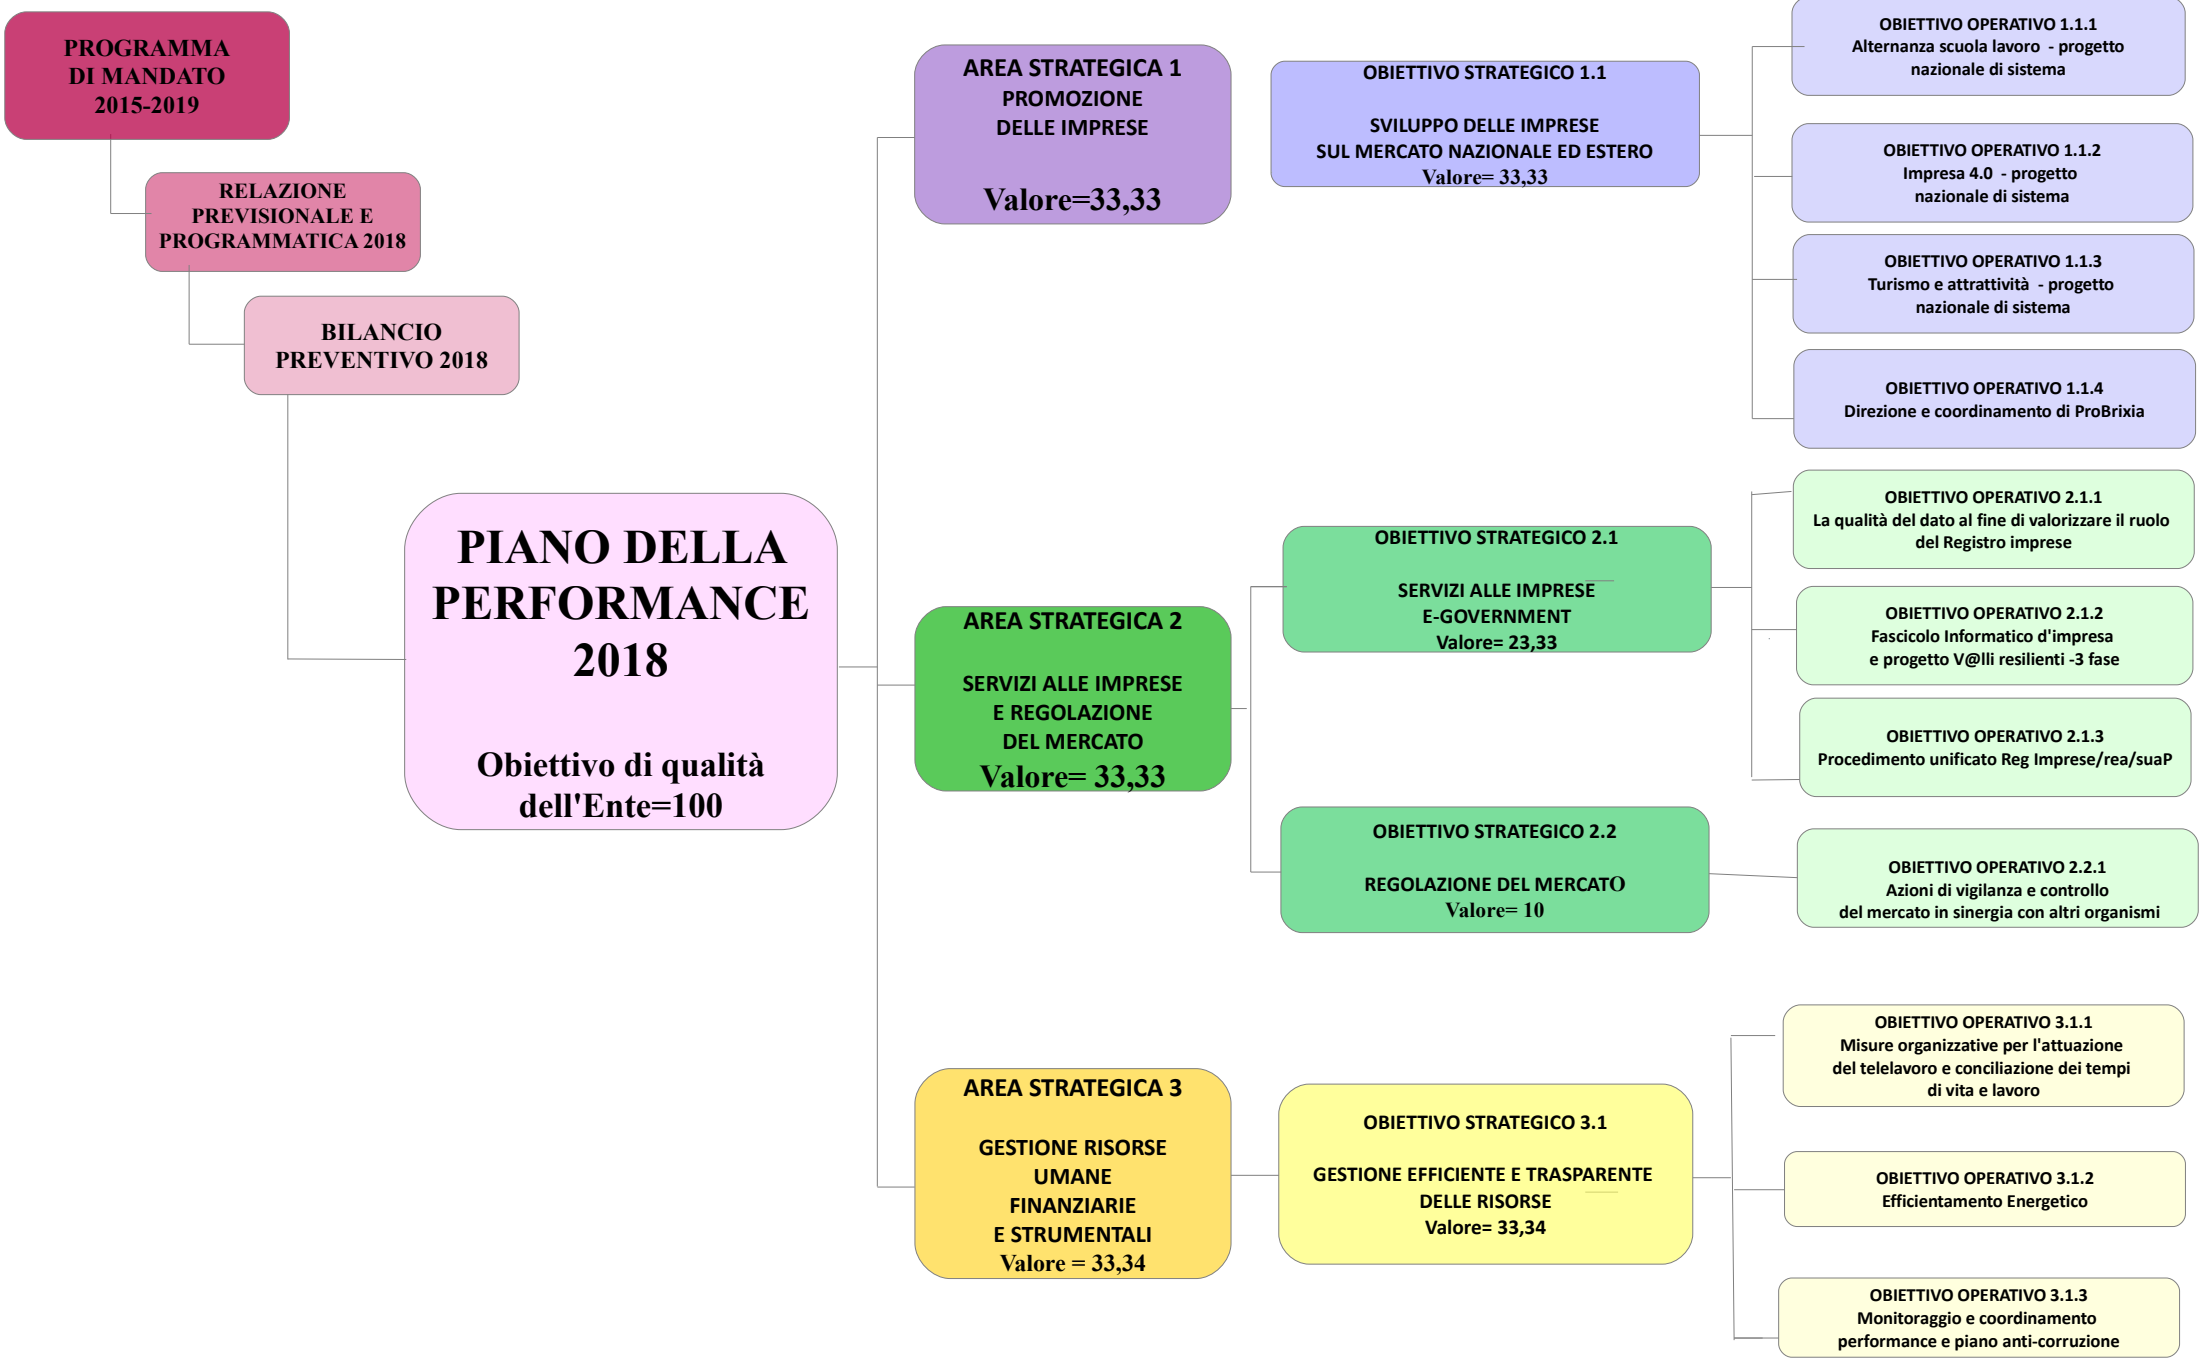 PROGRAMMA
DI MANDATO
2015-2019
RELAZIONE
PREVISIONALE E
PROGRAMMATICA 2018
BILANCIO
PREVENTIVO 2018
PIANO DELLA
PERFORMANCE
2018
Obiettivo di qualità
dell'Ente=100
AREA STRATEGICA 1
PROMOZIONE
DELLE IMPRESE
Valore=33,33
OBIETTIVO STRATEGICO 1.1
SVILUPPO DELLE IMPRESE
SUL MERCATO NAZIONALE ED ESTERO
Valore= 33,33
OBIETTIVO OPERATIVO 1.1.1
Alternanza scuola lavoro - progetto
nazionale di sistema
OBIETTIVO OPERATIVO 1.1.2
Impresa 4.0 - progetto
nazionale di sistema
OBIETTIVO OPERATIVO 1.1.3
Turismo e attrattività - progetto
nazionale di sistema
OBIETTIVO OPERATIVO 1.1.4
Direzione e coordinamento di ProBrixia
AREA STRATEGICA 2
SERVIZI ALLE IMPRESE
E REGOLAZIONE
DEL MERCATO
Valore= 33,33
OBIETTIVO STRATEGICO 2.1
SERVIZI ALLE IMPRESE
E-GOVERNMENT
Valore= 23,33
OBIETTIVO OPERATIVO 2.1.1
La qualità del dato al fine di valorizzare il ruolo
del Registro imprese
OBIETTIVO OPERATIVO 2.1.2
Fascicolo Informatico d'impresa
e progetto V@lli resilienti -3 fase
OBIETTIVO OPERATIVO 2.1.3
Procedimento unificato Reg Imprese/rea/suaP
OBIETTIVO STRATEGICO 2.2
REGOLAZIONE DEL MERCATO
Valore= 10
OBIETTIVO OPERATIVO 2.2.1
Azioni di vigilanza e controllo
del mercato in sinergia con altri organismi
AREA STRATEGICA 3
GESTIONE RISORSE
UMANE
FINANZIARIE
E STRUMENTALI
Valore = 33,34
OBIETTIVO STRATEGICO 3.1
GESTIONE EFFICIENTE E TRASPARENTE
DELLE RISORSE
Valore= 33,34
OBIETTIVO OPERATIVO 3.1.1
Misure organizzative per l'attuazione
del telelavoro e conciliazione dei tempi
di vita e lavoro
OBIETTIVO OPERATIVO 3.1.2
Efficientamento Energetico
OBIETTIVO OPERATIVO 3.1.3
Monitoraggio e coordinamento
performance e piano anti-corruzione